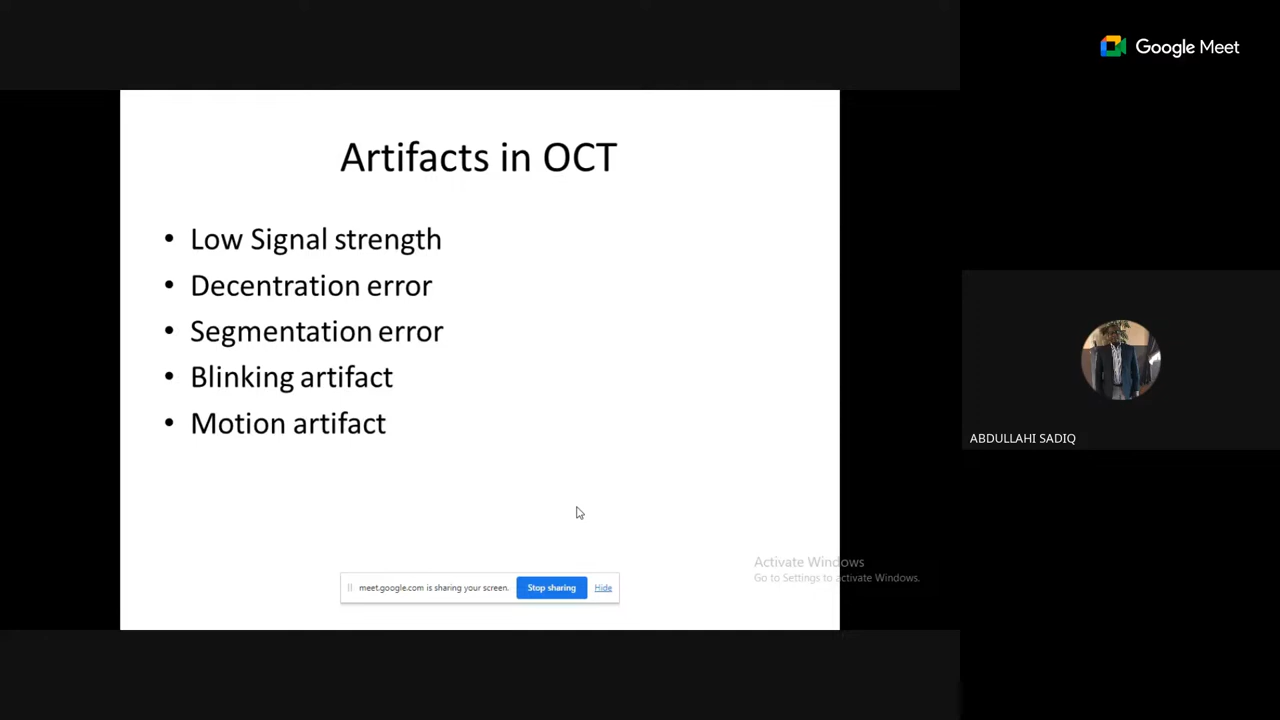 Google Meet
Artifacts in OCT
• Low Signal strength
• Decentration error
• Segmentation error
• Blinking artifact
• Motion artifact
ABDULLAHI SADIQ
Activate Windows
Go to Settings to activate Windows.
meet.google.com is sharing your screen. Stop sharing Hide